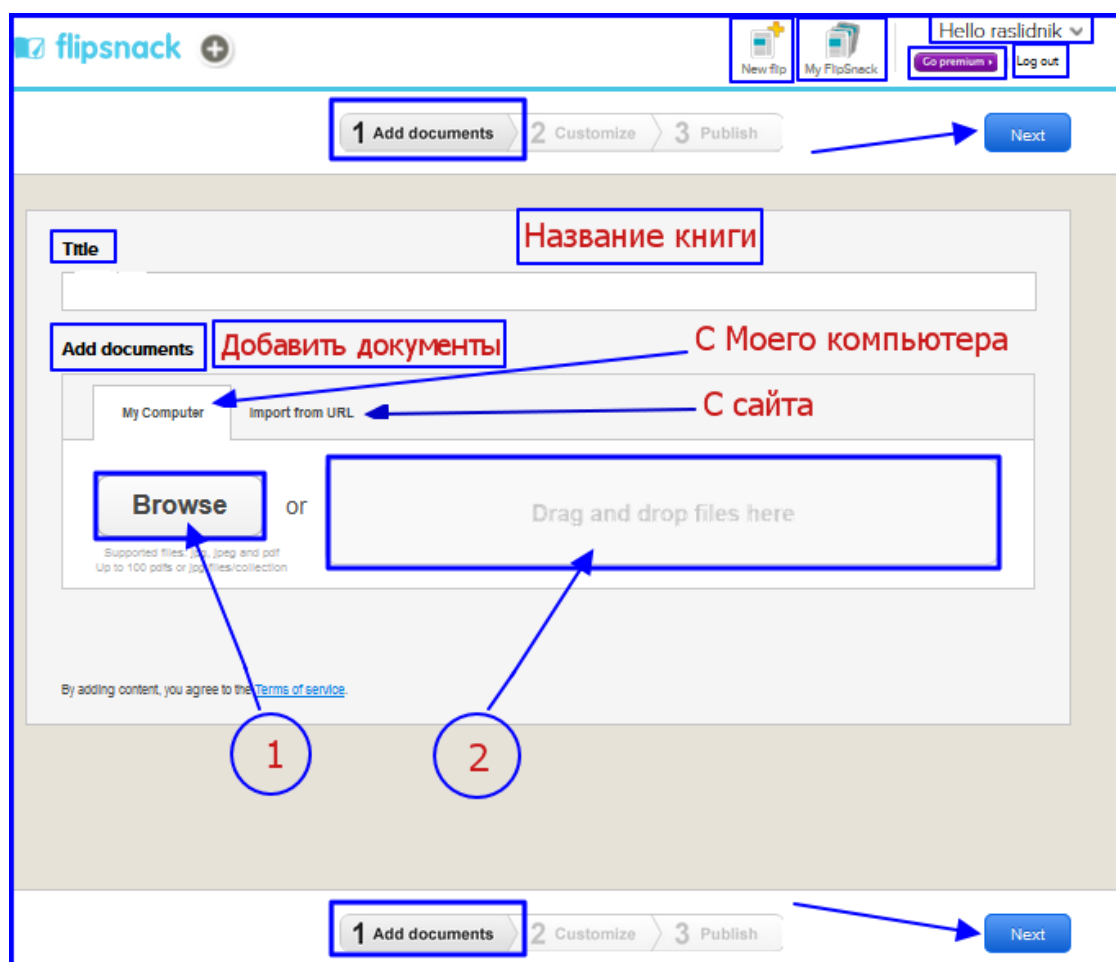 flipsnack
Hello raslidnik
New flip
My FlipSnack
Go premium
Log out
1 Add documents 2 Customize 3 Publish
Next
Title
Название книги
Add documents
Добавить документы
С Моего компьютера
My Computer
Import from URL
С сайта
Browse
or
Drag and drop files here
Supported files: jpg, jpeg and pdf
Up to 100 pdfs or jpg files/collection
By adding content, you agree to the Terms of service.
1
2
1 Add documents 2 Customize 3 Publish
Next